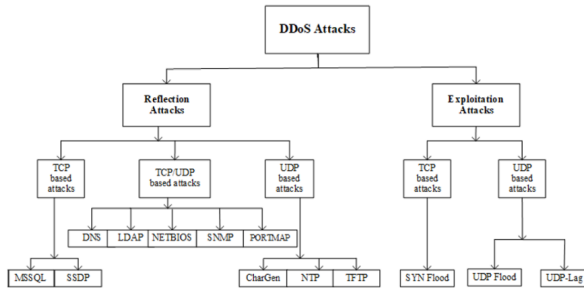 DDoS Attacks
Reflection
Attacks
Exploitation
Attacks
TCP
based
attacks
TCP/UDP
based attacks
UDP
based
attacks
TCP
based
attacks
UDP
based
attacks
DNS
LDAP
NETBIOS
SNMP
PORTMAP
MSSQL
SSDP
CharGen
NTP
TFTP
SYN Flood
UDP Flood
UDP-Lag